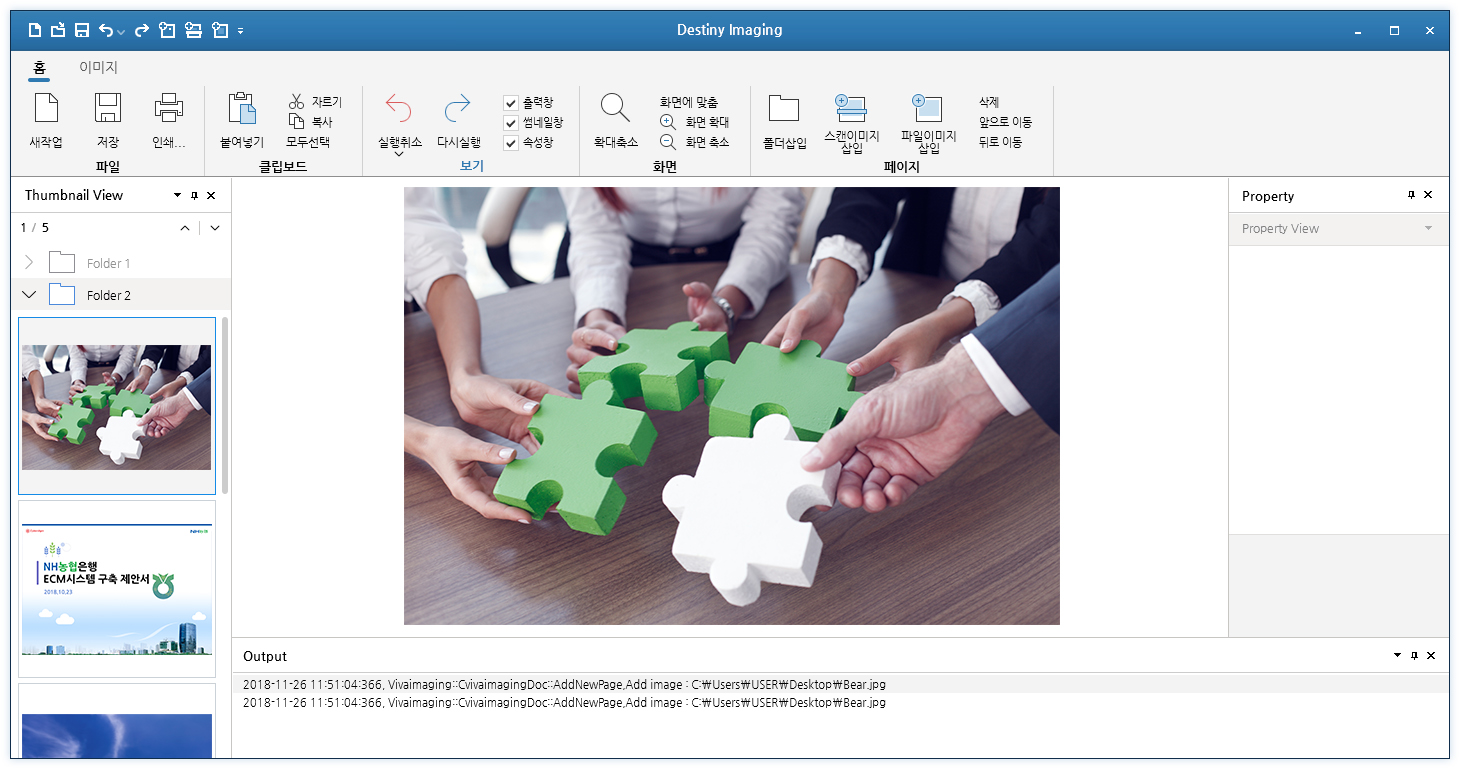 Destiny Imaging
홈 이미지
새작업 저장 인쇄...
파일
붙여넣기 자르기
복사
모두선택
클립보드
실행취소 다시실행
출력창
썸네일창
속성창
보기
확대축소
화면에 맞춤
화면 확대
화면 축소
화면
폴더삽입
스캔이미지
삽입
파일이미지
삽입
삭제
앞으로 이동
뒤로 이동
페이지
Thumbnail View
1 / 5
Folder 1
Folder 2
NH농협은행
ECM시스템 구축 제안서
2018.10.23
Property
Property View
Output
2018-11-26 11:51:04:366, Vivaimaging::CvivaimagingDoc::AddNewPage,Add image : C:₩Users₩USER₩Desktop₩Bear.jpg
2018-11-26 11:51:04:366, Vivaimaging::CvivaimagingDoc::AddNewPage,Add image : C:₩Users₩USER₩Desktop₩Bear.jpg